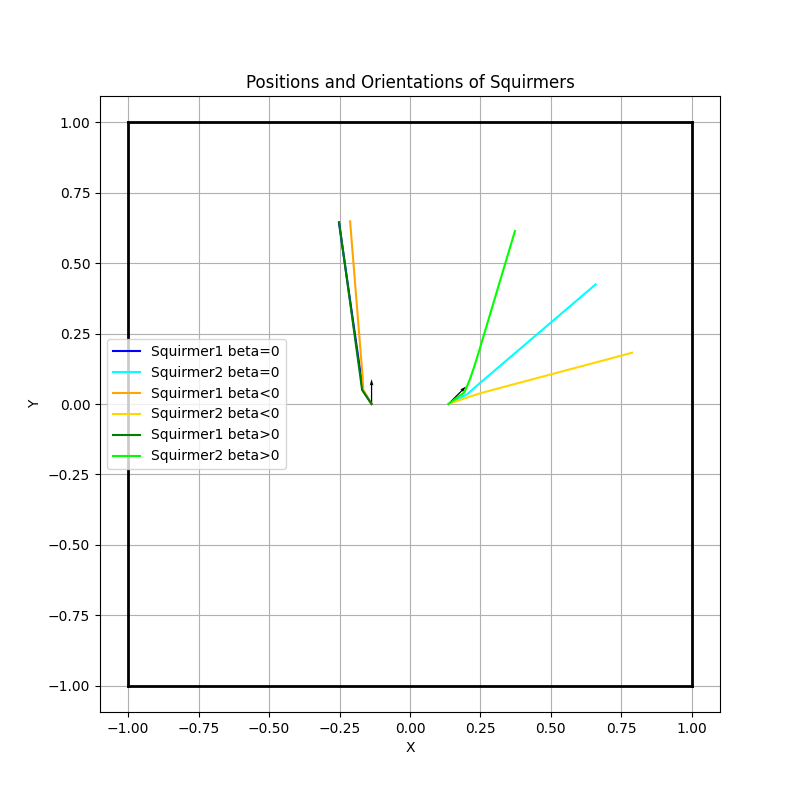 Positions and Orientations of Squirmers
Y
1.00
0.75
0.50
0.25
0.00
−0.25
−0.50
−0.75
−1.00
Squirmer1 beta=0
Squirmer2 beta=0
Squirmer1 beta<0
Squirmer2 beta<0
Squirmer1 beta>0
Squirmer2 beta>0
−1.00 −0.75 −0.50 −0.25 0.00 0.25 0.50 0.75 1.00
X